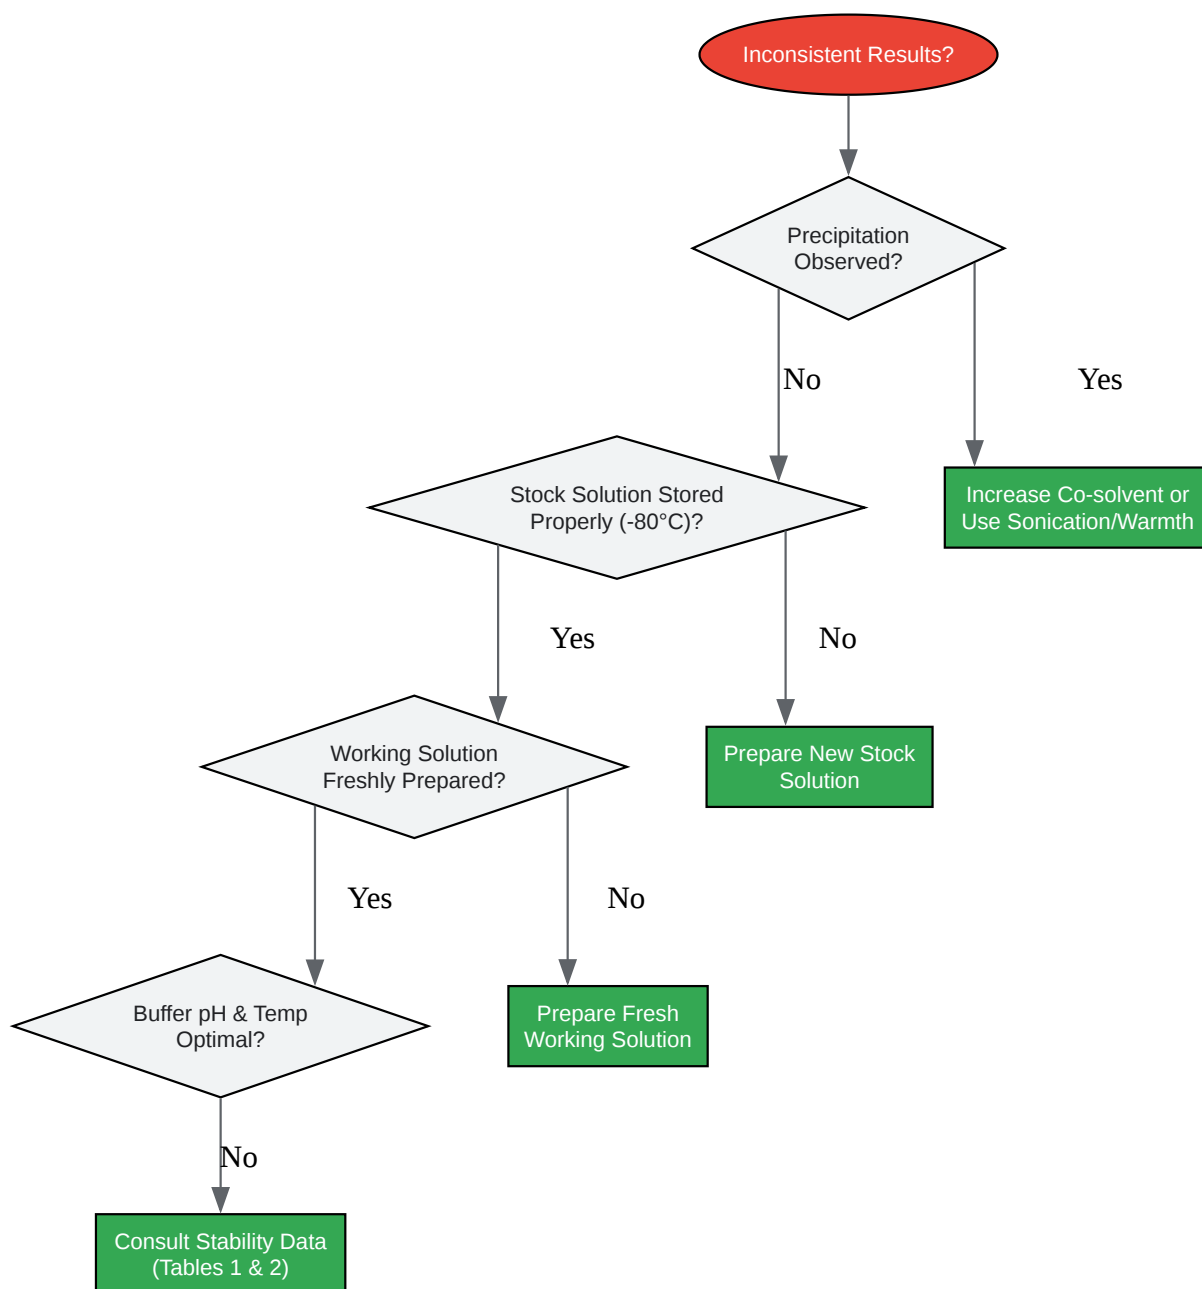 Inconsistent Results?
Precipitation
Observed?
No
Yes
Stock Solution Stored
Properly (-80°C)?
Increase Co-solvent or
Use Sonication/Warmth
Yes
No
Working Solution
Freshly Prepared?
Prepare New Stock
Solution
Yes
No
Buffer pH & Temp
Optimal?
Prepare Fresh
Working Solution
No
Consult Stability Data
(Tables 1 & 2)